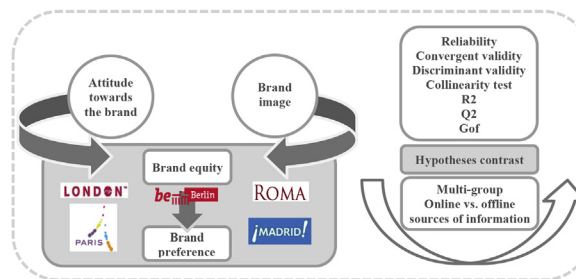 Attitude
towards
the brand
Brand
image
Brand equity
LONDON™
be Berlin
ROMA
PARIS
¡MADRID!
Brand
preference
Reliability
Convergent validity
Discriminant validity
Collinearity test
R2
Q2
Gof
Hypotheses contrast
Multi-group
Online vs. offline
sources of information